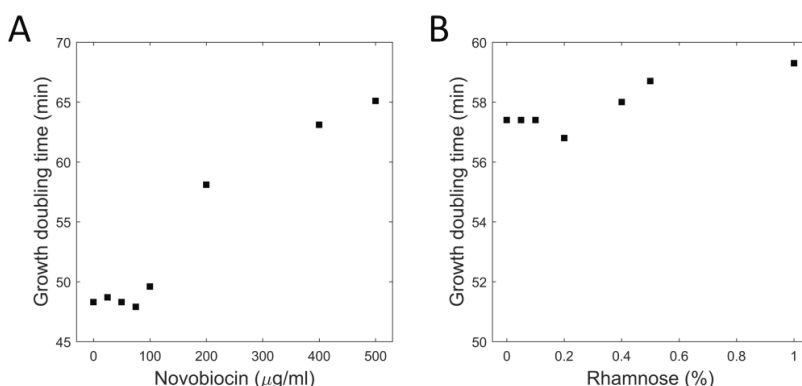 A
B
70
65
60
55
50
45
Growth doubling time (min)
0 100 200 300 400 500
Novobiocin (μg/ml)
60
58
56
54
52
50
Growth doubling time (min)
0 0.2 0.4 0.6 0.8 1
Rhamnose (%)